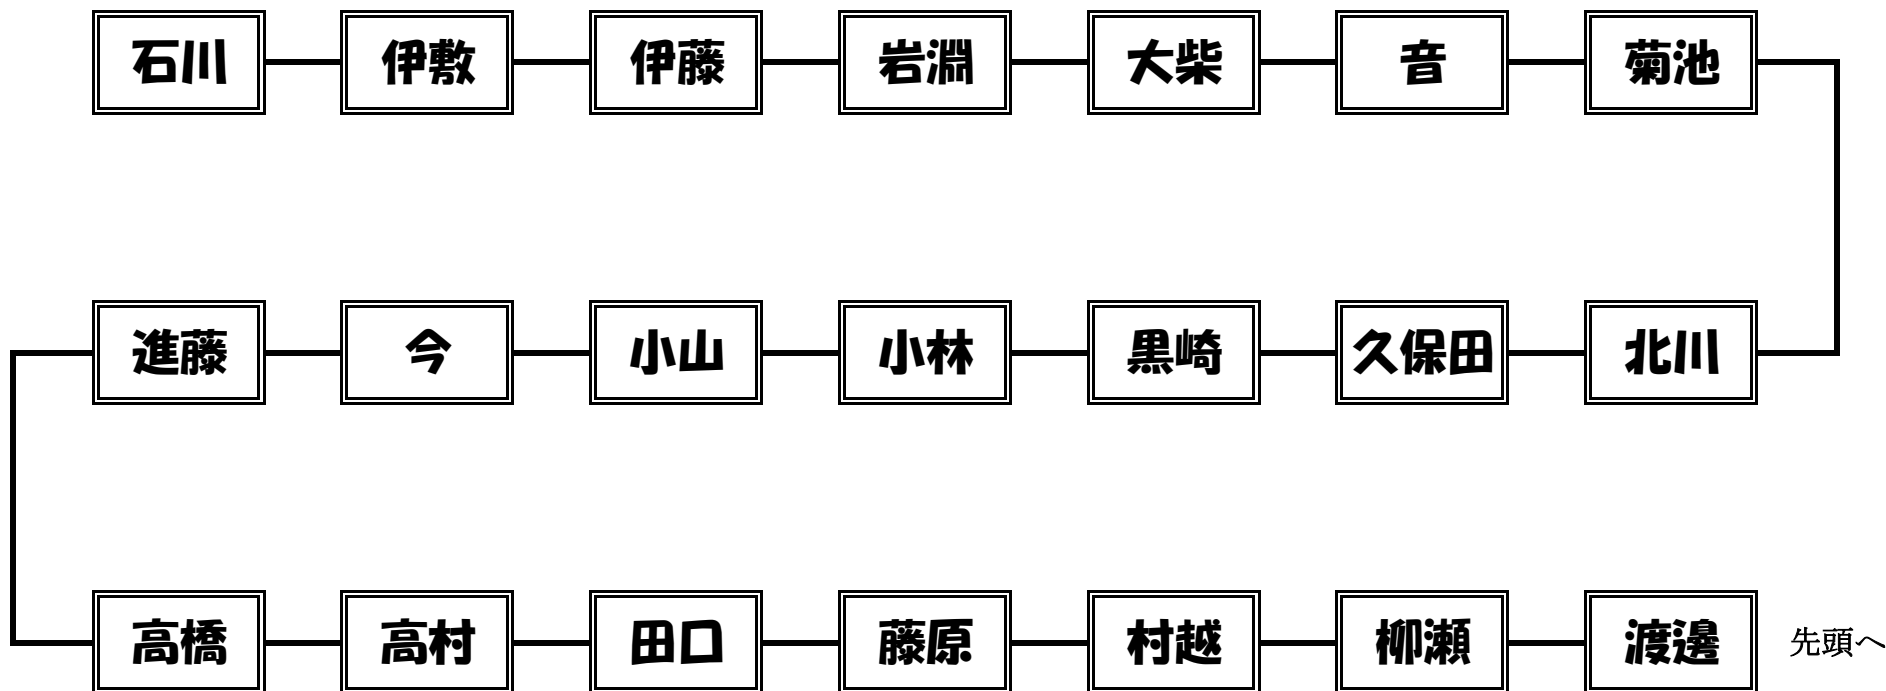 石川 伊敷 伊藤 岩淵 大柴 音 菊池
進藤 今 小山 小林 黒崎 久保田 北川
高橋 高村 田口 藤原 村越 柳瀬 渡邊 先頭へ